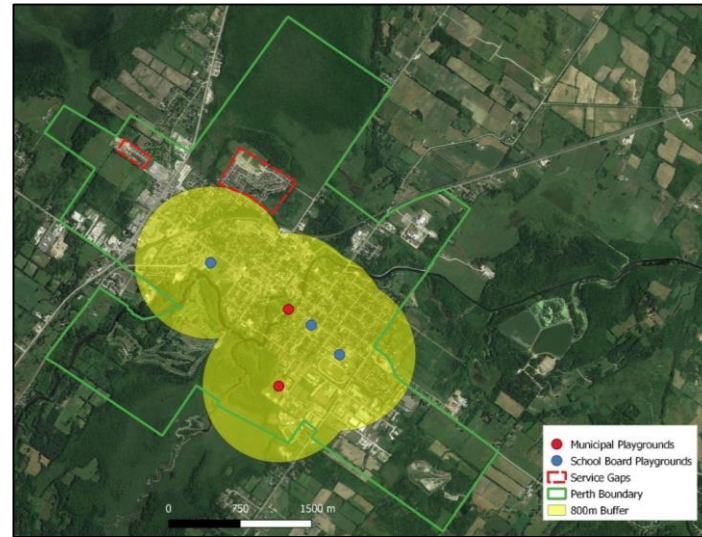 Municipal Playgrounds
School Board Playgrounds
Service Gaps
Perth Boundary
800m Buffer
0 750 1500 m